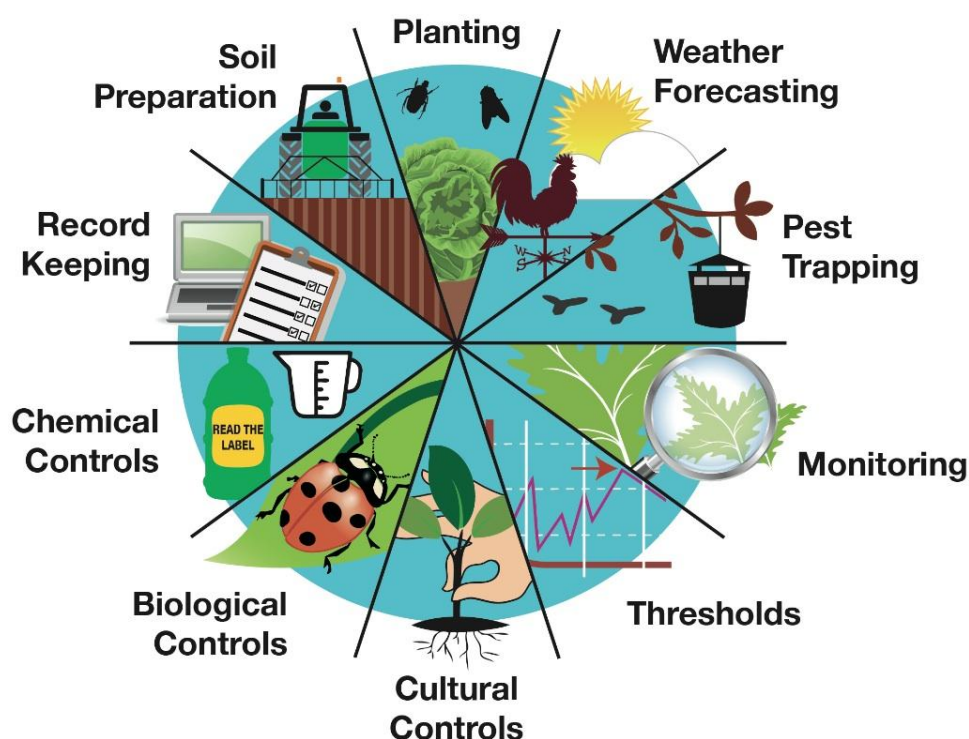 Planting
Weather
Forecasting
Pest
Trapping
Monitoring
Thresholds
Cultural
Controls
Biological
Controls
Chemical
Controls
READ THE
LABEL
Record
Keeping
Soil
Preparation
W
N
S